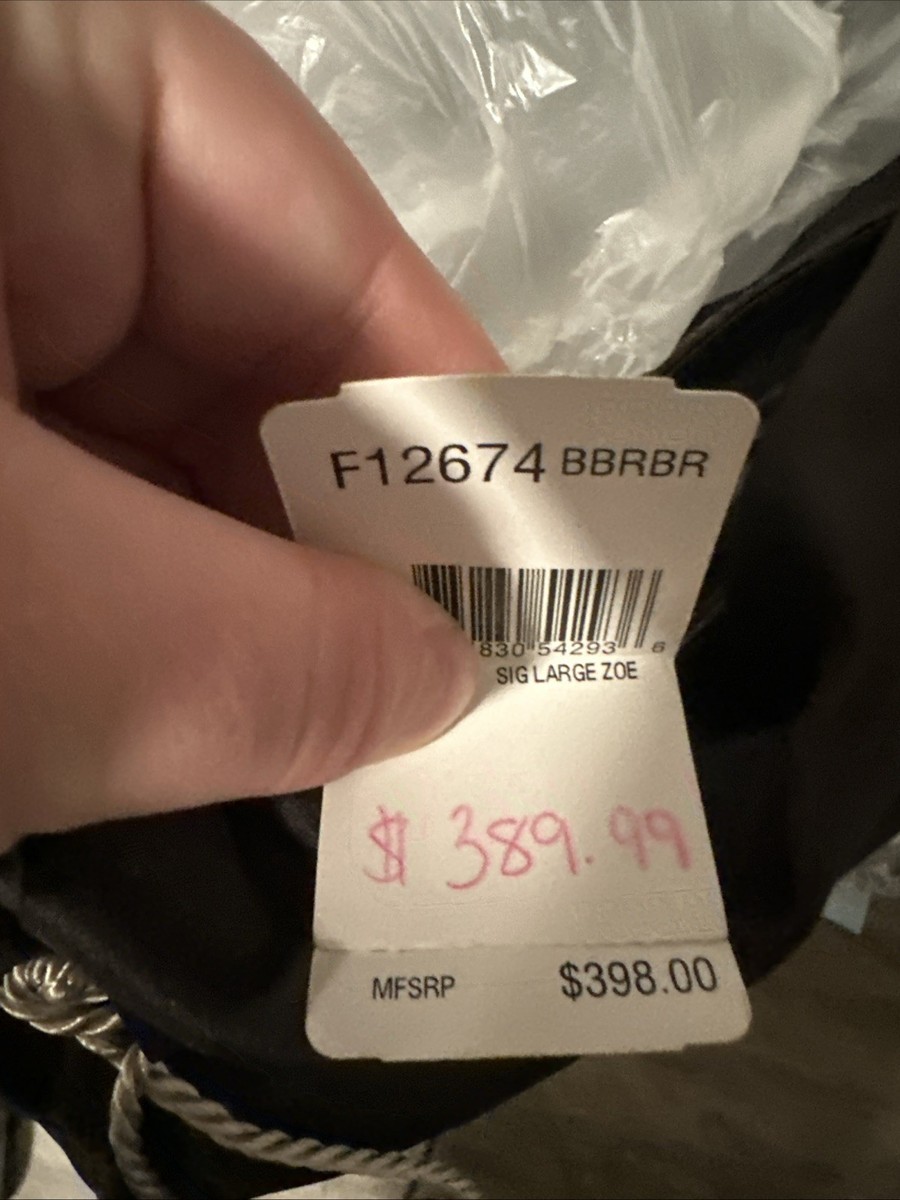 F12674 BBRBR
830 54293 6
SIG LARGE ZOE
$ 389.99
MFSRP $398.00